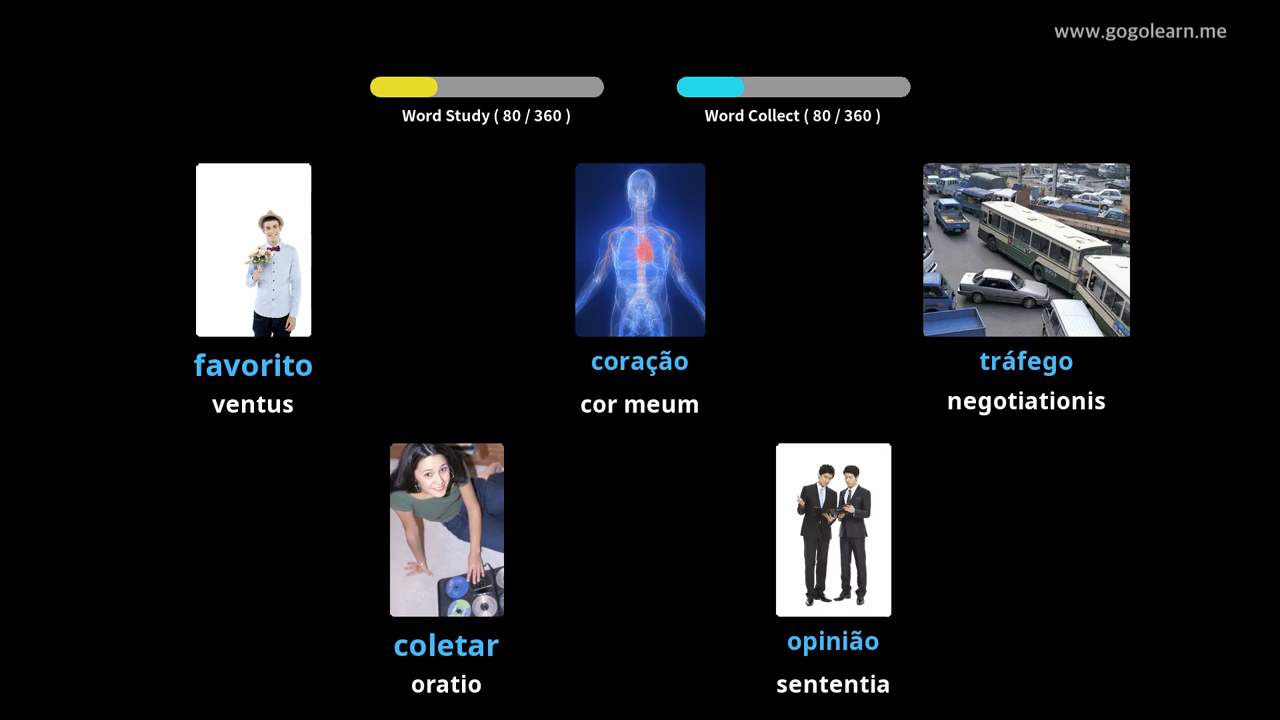 www.gogolearn.me
Word Study ( 80 / 360 )
Word Collect ( 80 / 360 )
favorito
ventus
coração
cor meum
tráfego
negotiationis
coletar
oratio
opinião
sententia